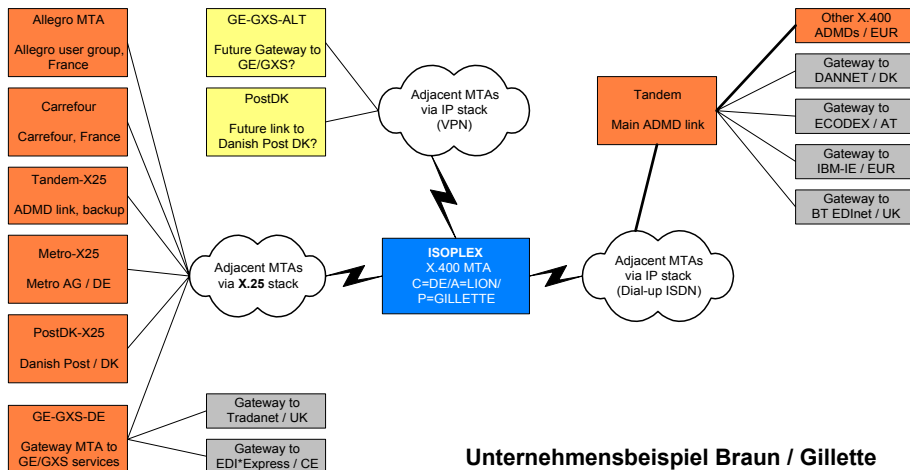 Allegro MTA
Allegro user group,
France
Carrefour
Carrefour, France
Tandem-X25
ADMD link, backup
Metro-X25
Metro AG / DE
PostDK-X25
Danish Post / DK
GE-GXS-DE
Gateway MTA to
GE/GXS services
GE-GXS-ALT
Future Gateway to
GE/GXS?
PostDK
Future link to
Danish Post DK?
Adjacent MTAs
via X.25 stack
Gateway to
Tradanet / UK
Gateway to
EDI*Express / CE
Adjacent MTAs
via IP stack
(VPN)
ISOPLEX
X.400 MTA
C=DE/A=LION/
P=GILLETTE
Tandem
Main ADMD link
Adjacent MTAs
via IP stack
(Dial-up ISDN)
Other X.400
ADMDs / EUR
Gateway to
DANNET / DK
Gateway to
ECODEX / AT
Gateway to
IBM-IE / EUR
Gateway to
BT EDInet / UK
Unternehmensbeispiel Braun / Gillette